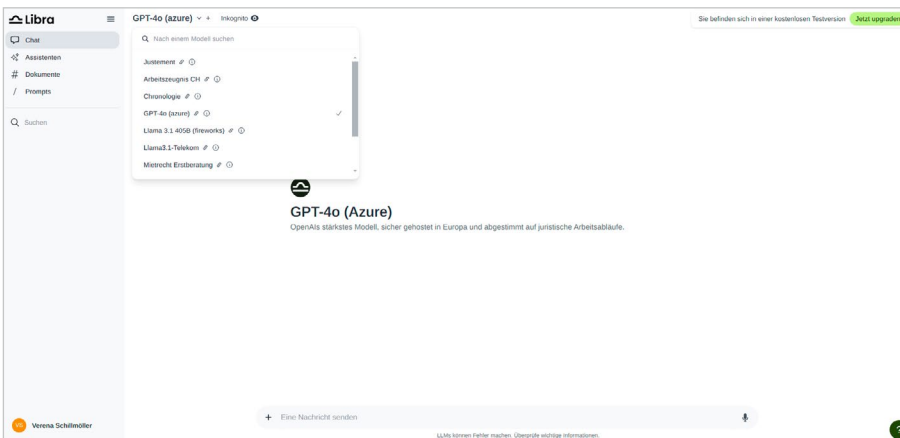 Libra
Chat
Assistenten
# Dokumente
/ Prompts
Suchen
GPT-4o (azure)
+
Inkognito
Sie befinden sich in einer kostenlosen Testversion
Jetzt upgraden
Nach einem Modell suchen
Justement
Arbeitszeugnis CH
Chronologie
GPT-4o (azure)
Llama 3.1 405B (fireworks)
Llama3.1-Telekom
Mietrecht Erstberatung
GPT-4o (Azure)
OpenAIs stärkstes Modell, sicher gehostet in Europa und abgestimmt auf juristische Arbeitsabläufe.
+ Eine Nachricht senden
LLMs können Fehler machen. Überprüfe wichtige Informationen.
VS Verena Schillmöller
?